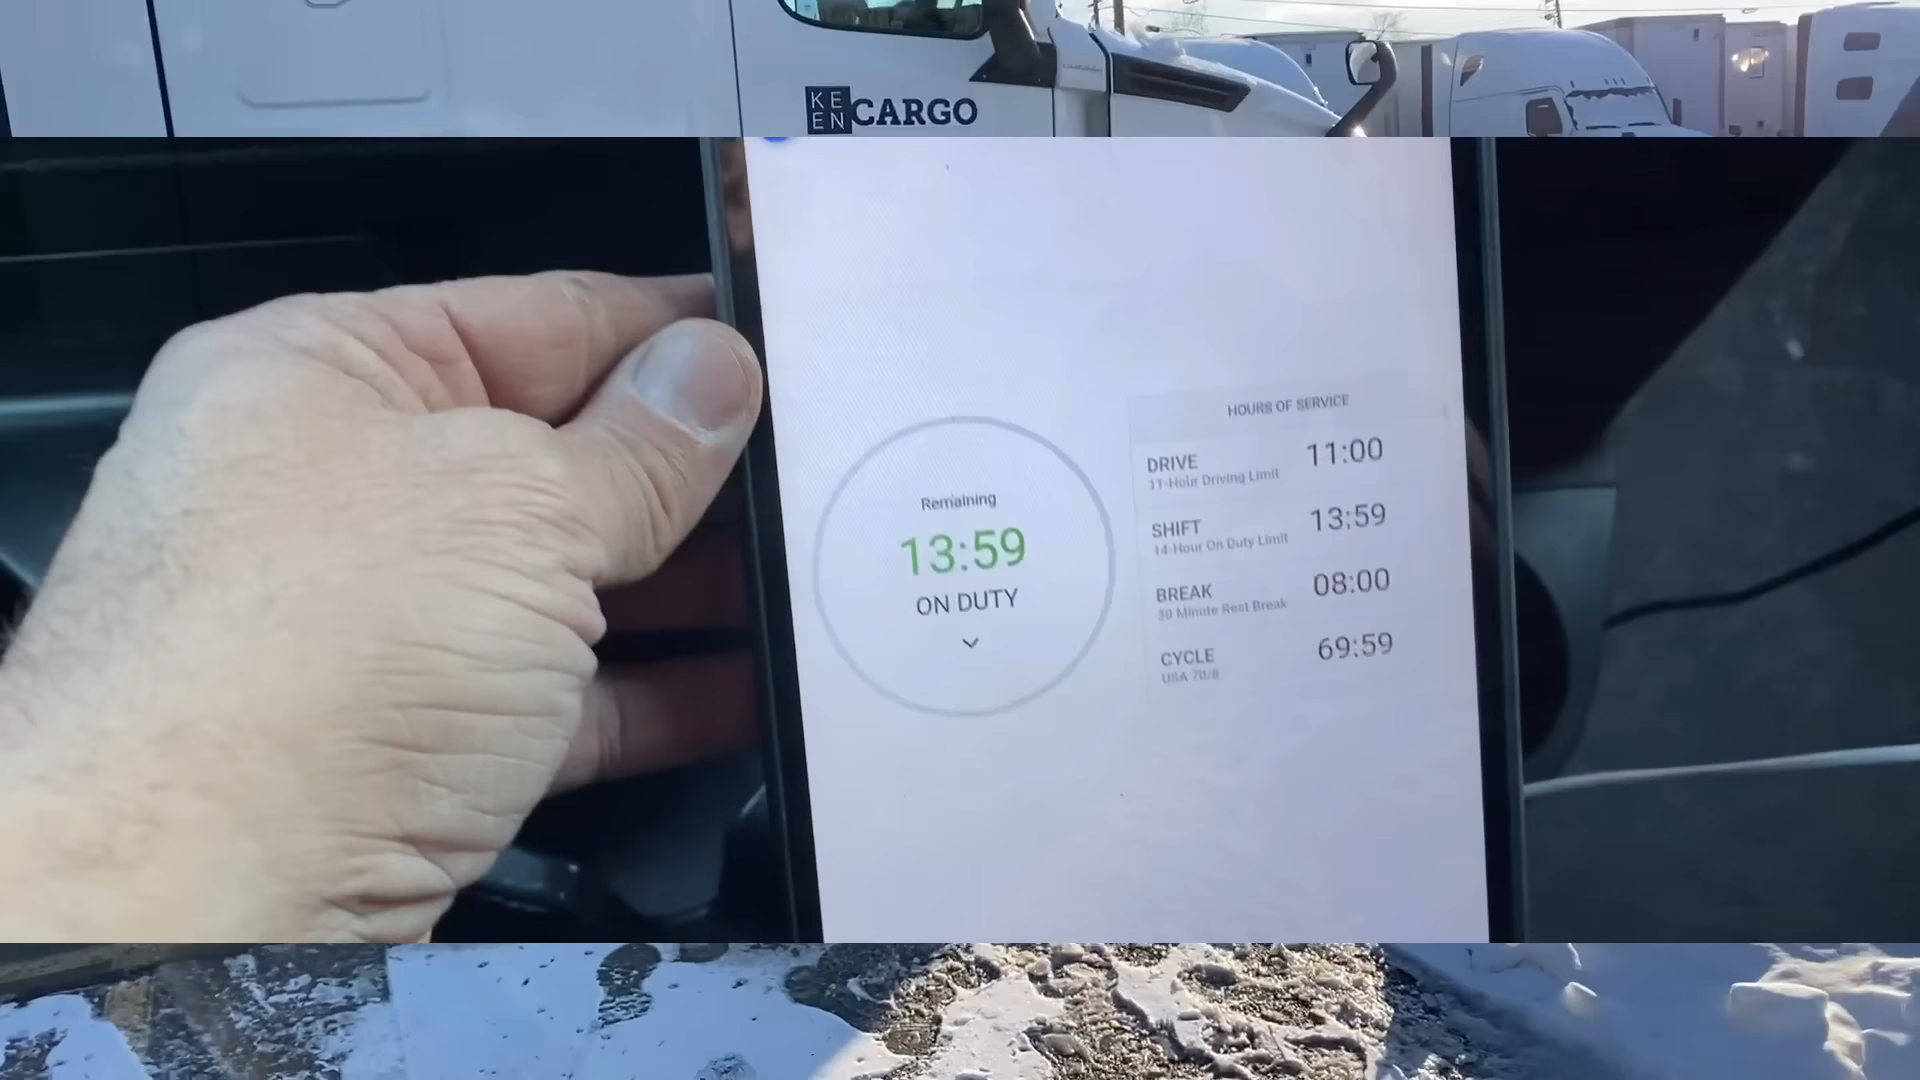 KE
EN CARGO
Remaining
13:59
ON DUTY
HOURS OF SERVICE
DRIVE 11:00
11-Hour Driving Limit
SHIFT 13:59
14-Hour On Duty Limit
BREAK 08:00
30 Minute Rest Break
CYCLE 69:59
USA 70/8